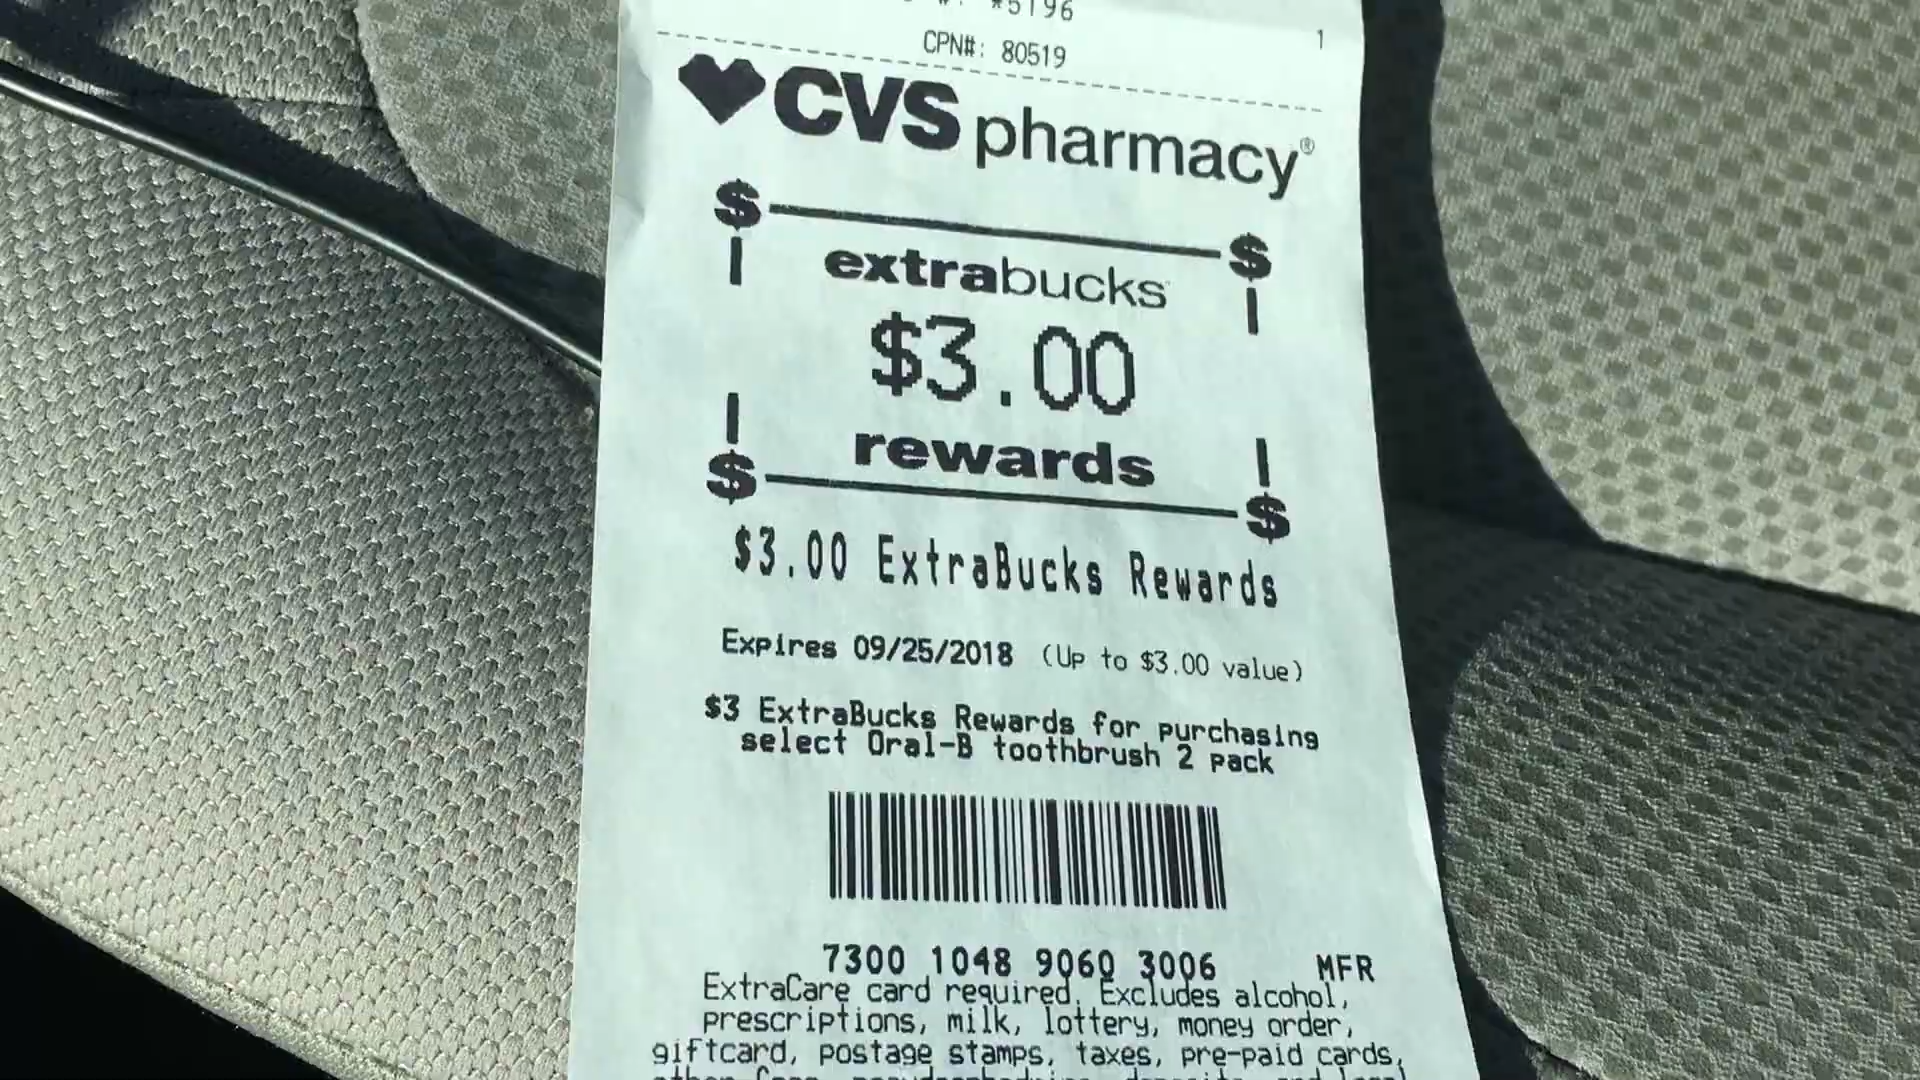 *5196
1
CPN#: 80519
CVS pharmacy®
$ $
extrabucks
$3.00
rewards
$ $
$3.00 ExtraBucks Rewards
Expires 09/25/2018 (Up to $3.00 value)
$3 ExtraBucks Rewards for purchasing
select Oral-B toothbrush 2 pack
7300 1048 9060 3006 MFR
ExtraCare card required. Excludes alcohol,
prescriptions, milk, lottery, money order,
giftcard, postage stamps, taxes, pre-paid cards,